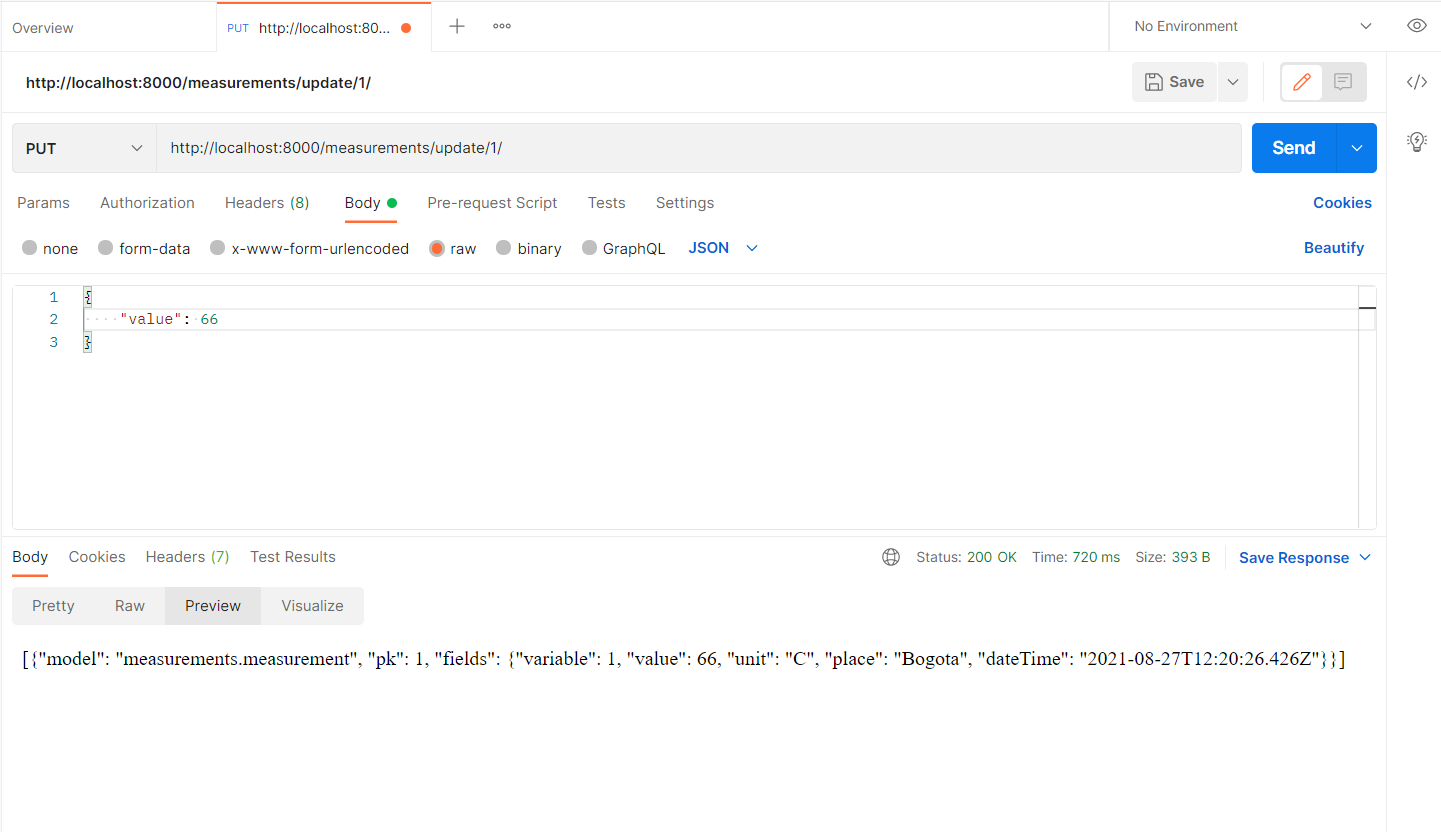 Overview
PUT http://localhost:80...
No Environment
http://localhost:8000/measurements/update/1/
Save
PUT
http://localhost:8000/measurements/update/1/
Send
Params Authorization Headers (8) Body Pre-request Script Tests Settings Cookies
none form-data x-www-form-urlencoded raw binary GraphQL JSON Beautify
1 {
2 "value": 66
3 }
Body Cookies Headers (7) Test Results Status: 200 OK Time: 720 ms Size: 393 B Save Response
Pretty Raw Preview Visualize
[{"model": "measurements.measurement", "pk": 1, "fields": {"variable": 1, "value": 66, "unit": "C", "place": "Bogota", "dateTime": "2021-08-27T12:20:26.426Z"}}]